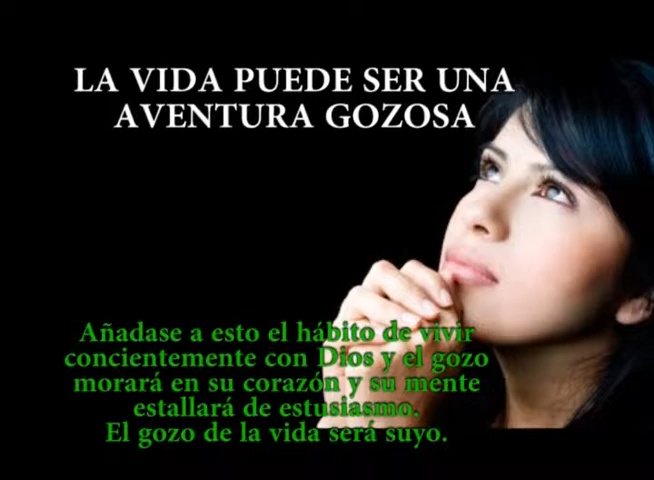 LA VIDA PUEDE SER UNA
AVENTURA GOZOSA
Añadase a esto el hábito de vivir
concientemente con Dios y el gozo
morará en su corazón y su mente
estallará de estusiasmo.
El gozo de la vida será suyo.